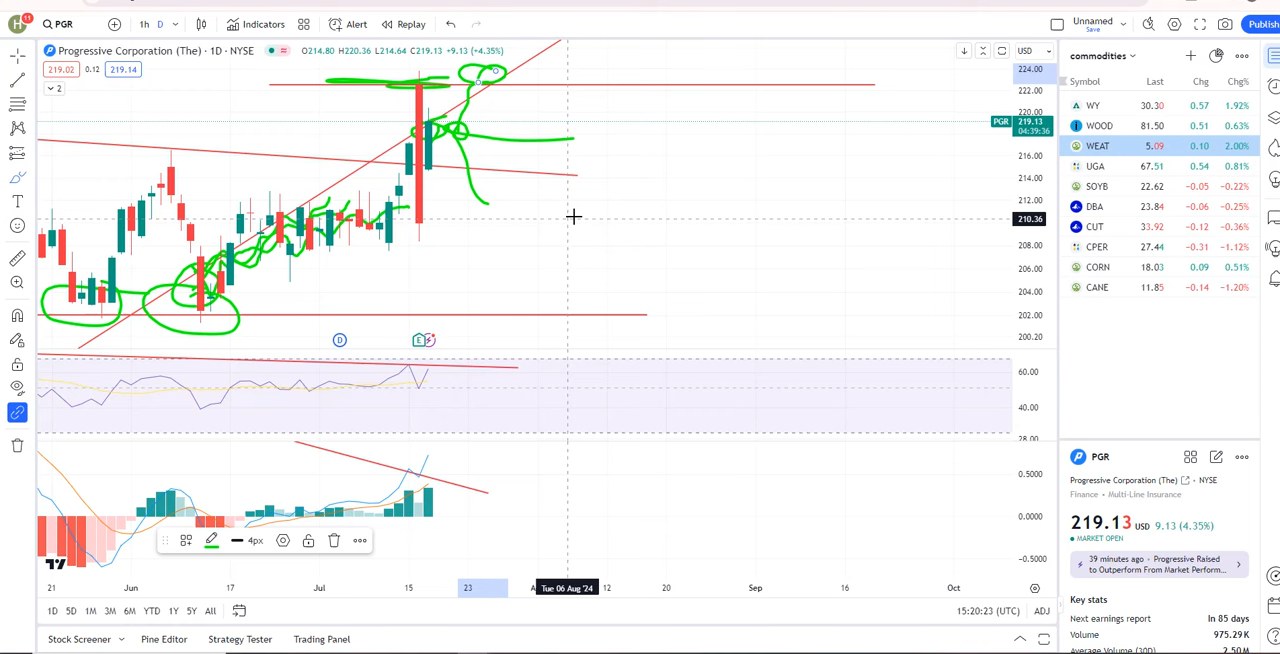 H 11 PGR 1h D Indicators Alert Replay Unnamed Save Publish
Progressive Corporation (The) · 1D · NYSE O214.80 H220.36 L214.64 C219.13 +9.13 (+4.35%) USD
219.02 0.12 219.14
2
224.00
222.00
220.00
PGR 219.13
04:39:36
216.00
214.00
212.00
210.36
208.00
206.00
204.00
202.00
200.20
D E
60.00
40.00
28.00
0.5000
0.0000
-0.5000
4px
21 Jun 17 Jul 15 23 Tue 06 Aug '24 12 20 Sep 16 Oct
1D 5D 1M 3M 6M YTD 1Y 5Y All 15:20:23 (UTC) ADJ
Stock Screener Pine Editor Strategy Tester Trading Panel
commodities
Symbol Last Chg Chg%
WY 30.30 0.57 1.92%
WOOD 81.50 0.51 0.63%
WEAT 5.09 0.10 2.00%
UGA 67.51 0.54 0.81%
SOYB 22.62 -0.05 -0.22%
DBA 23.84 -0.06 -0.25%
CUT 33.92 -0.12 -0.36%
CPER 27.44 -0.31 -1.12%
CORN 18.03 0.09 0.51%
CANE 11.85 -0.14 -1.20%
PGR
Progressive Corporation (The) · NYSE
Finance · Multi-Line Insurance
219.13 USD 9.13 (4.35%)
MARKET OPEN
39 minutes ago · Progressive Raised
to Outperform From Market Perform...
Key stats
Next earnings report In 85 days
Volume 975.29K
Average Volume (30D) 2.50M